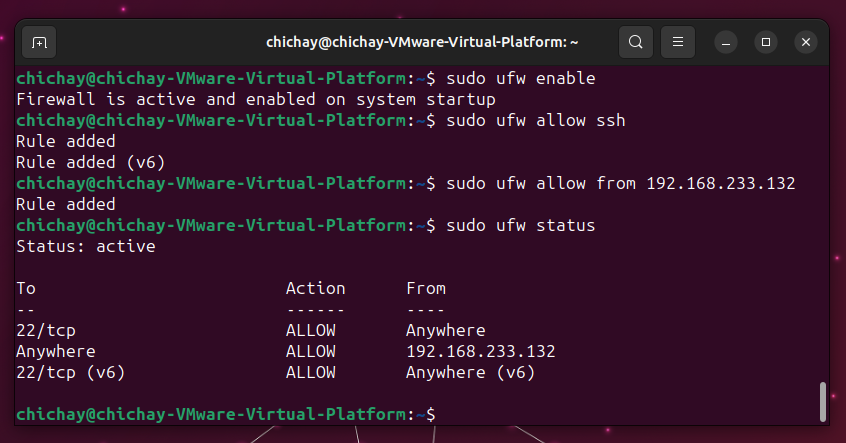 chichay@chichay-VMware-Virtual-Platform: ~
chichay@chichay-VMware-Virtual-Platform:~$ sudo ufw enable
Firewall is active and enabled on system startup
chichay@chichay-VMware-Virtual-Platform:~$ sudo ufw allow ssh
Rule added
Rule added (v6)
chichay@chichay-VMware-Virtual-Platform:~$ sudo ufw allow from 192.168.233.132
Rule added
chichay@chichay-VMware-Virtual-Platform:~$ sudo ufw status
Status: active
To                         Action      From
--                         ------      ----
22/tcp                     ALLOW       Anywhere
Anywhere                   ALLOW       192.168.233.132
22/tcp (v6)                ALLOW       Anywhere (v6)
chichay@chichay-VMware-Virtual-Platform:~$